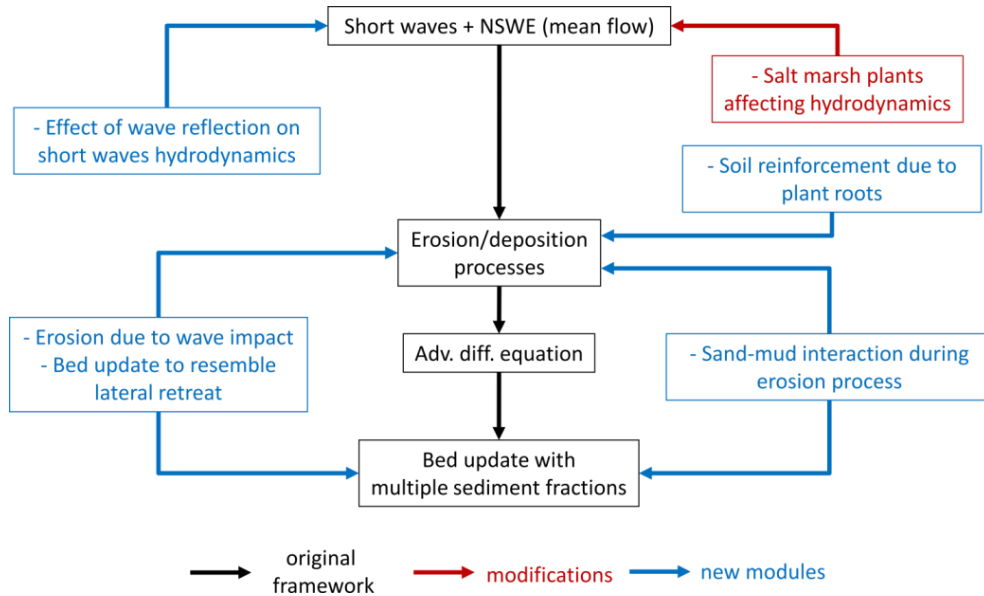 Short waves + NSWE (mean flow)
- Salt marsh plants
affecting hydrodynamics
- Effect of wave reflection on
short waves hydrodynamics
- Soil reinforcement due to
plant roots
Erosion/deposition
processes
- Erosion due to wave impact
- Bed update to resemble
lateral retreat
Adv. diff. equation
- Sand-mud interaction during
erosion process
Bed update with
multiple sediment fractions
original
framework
modifications
new modules